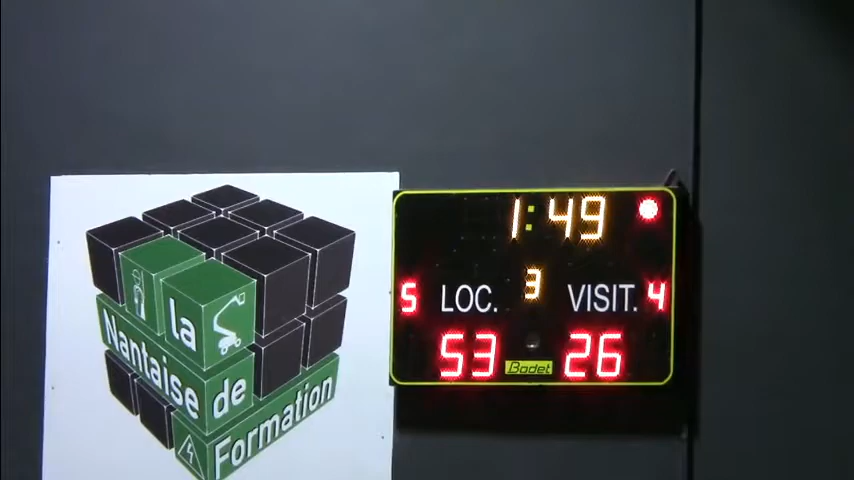 la
Nantaise de
Formation
1:49
5 LOC. 3 VISIT. 4
53 Bodet 26